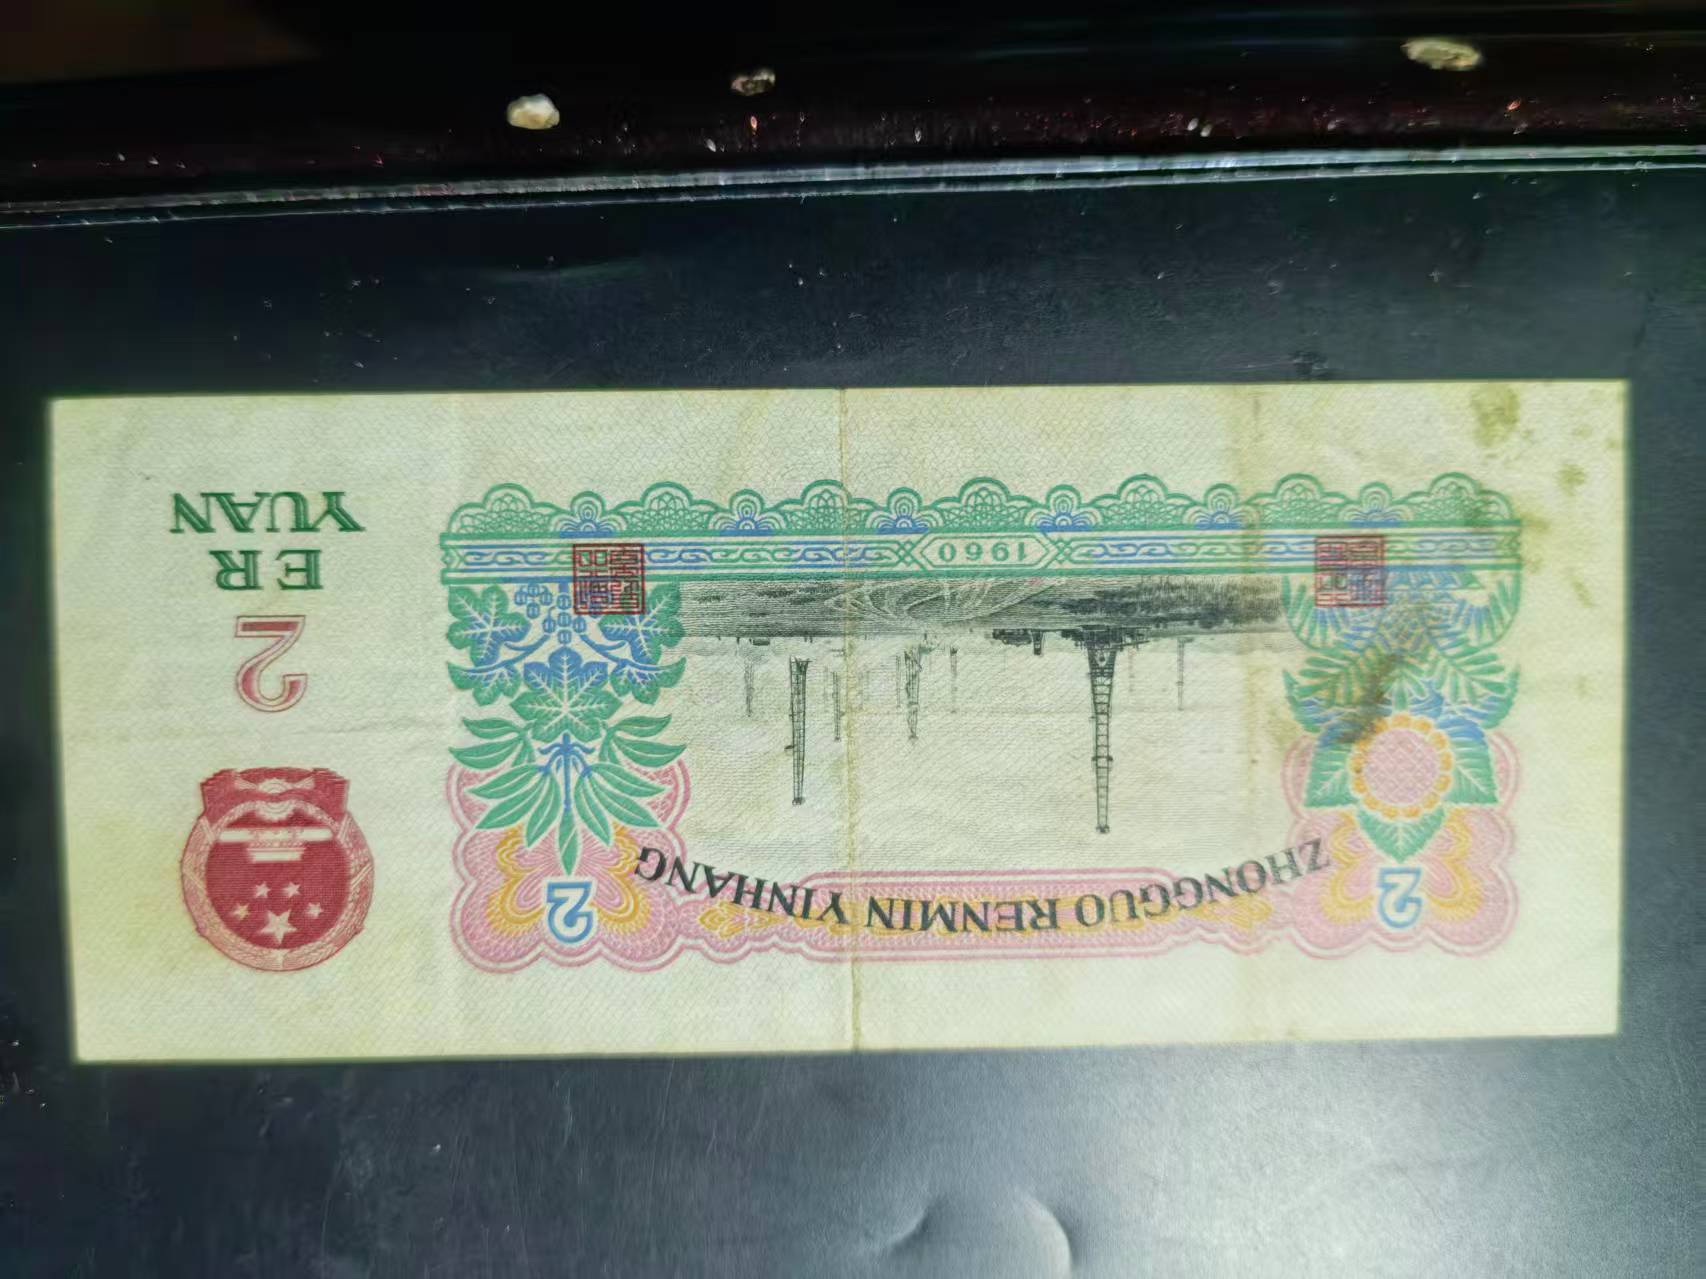 ZHONGGUO RENMIN YINHANG
2
2
1960
2
ER
YUAN